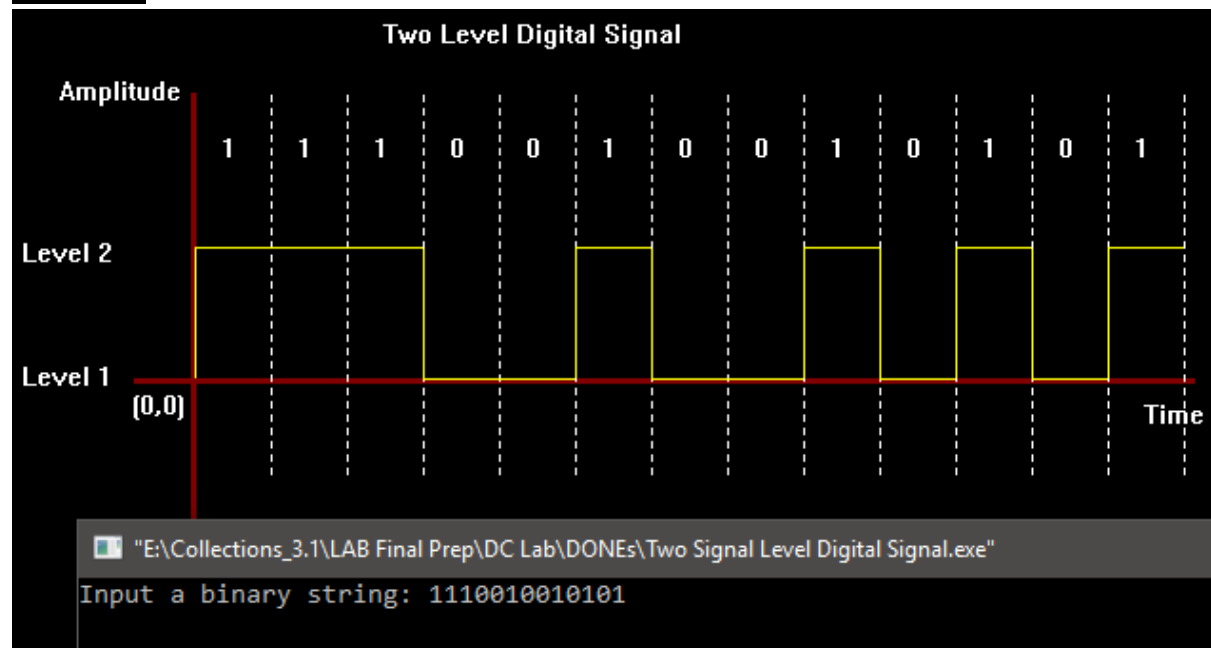 Two Level Digital Signal
Amplitude
1 1 1 0 0 1 0 0 1 0 1 0 1
Level 2
Level 1
(0,0)
Time
"E:\Collections_3.1\LAB Final Prep\DC Lab\DONEs\Two Signal Level Digital Signal.exe"
Input a binary string: 1110010010101